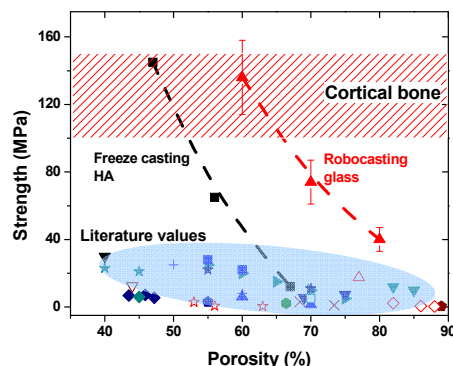 160
120
80
40
0
Strength (MPa)
Cortical bone
Freeze casting
HA
Robocasting
glass
Literature values
40 50 60 70 80 90
Porosity (%)